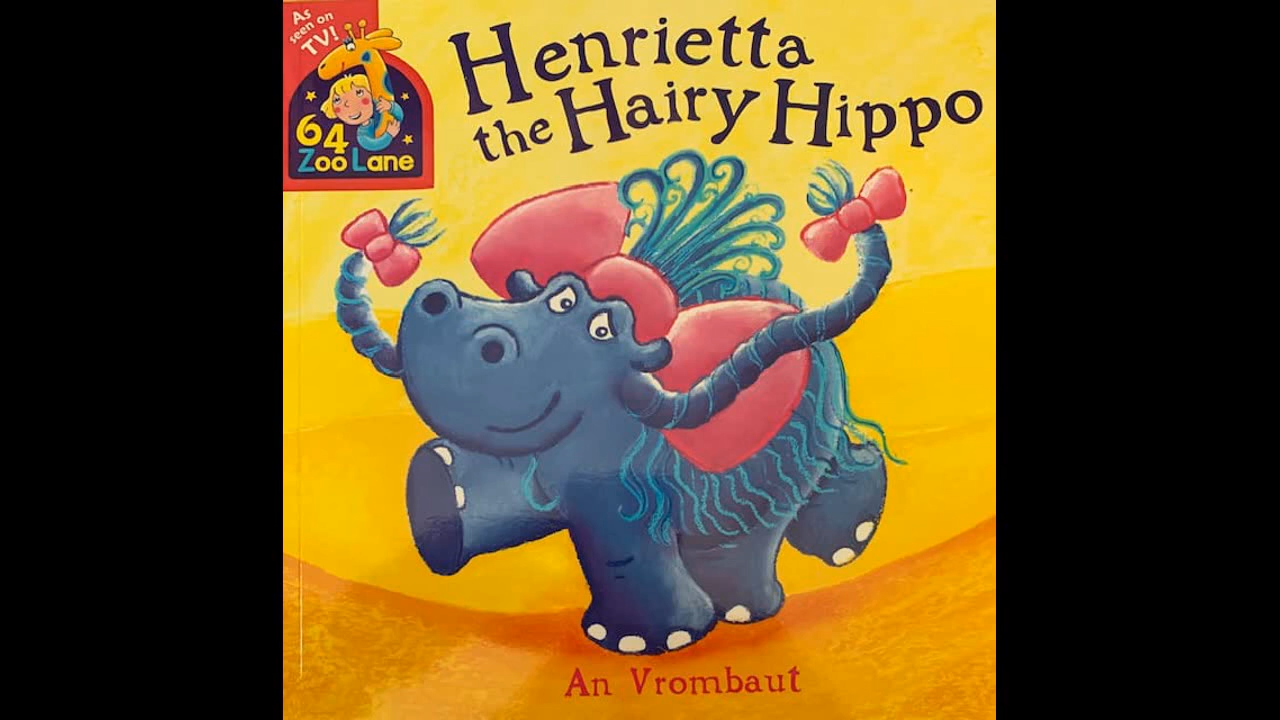 As
seen on
TV!
64
Zoo Lane
Henrietta
the Hairy Hippo
An Vrombaut